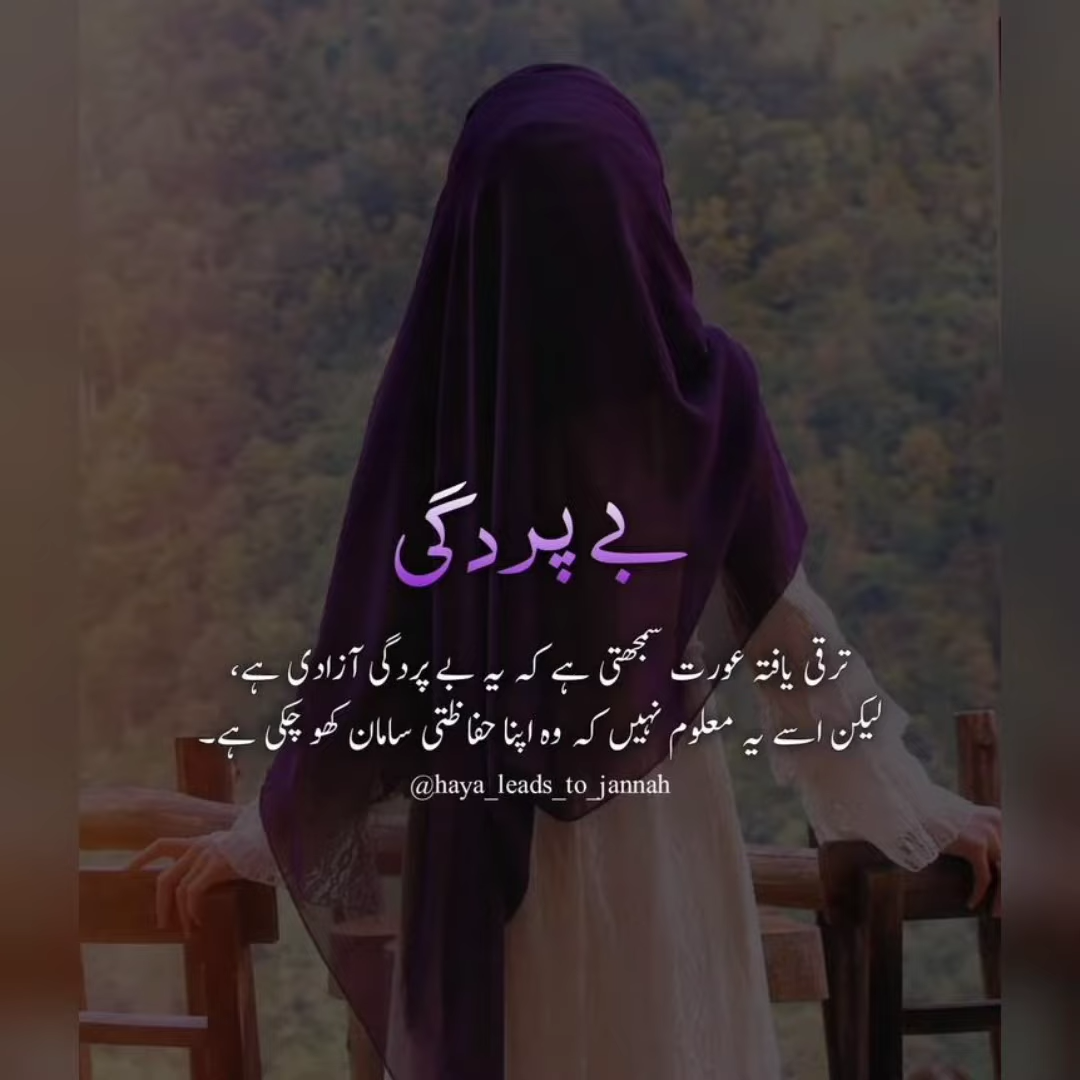 بے پردگی
ترقی یافتہ عورت سمجھتی ہے کہ یہ بے پردگی آزادی ہے،
لیکن اسے یہ معلوم نہیں کہ وہ اپنا حفاظتی سامان کھو چکی ہے۔
@haya_leads_to_jannah